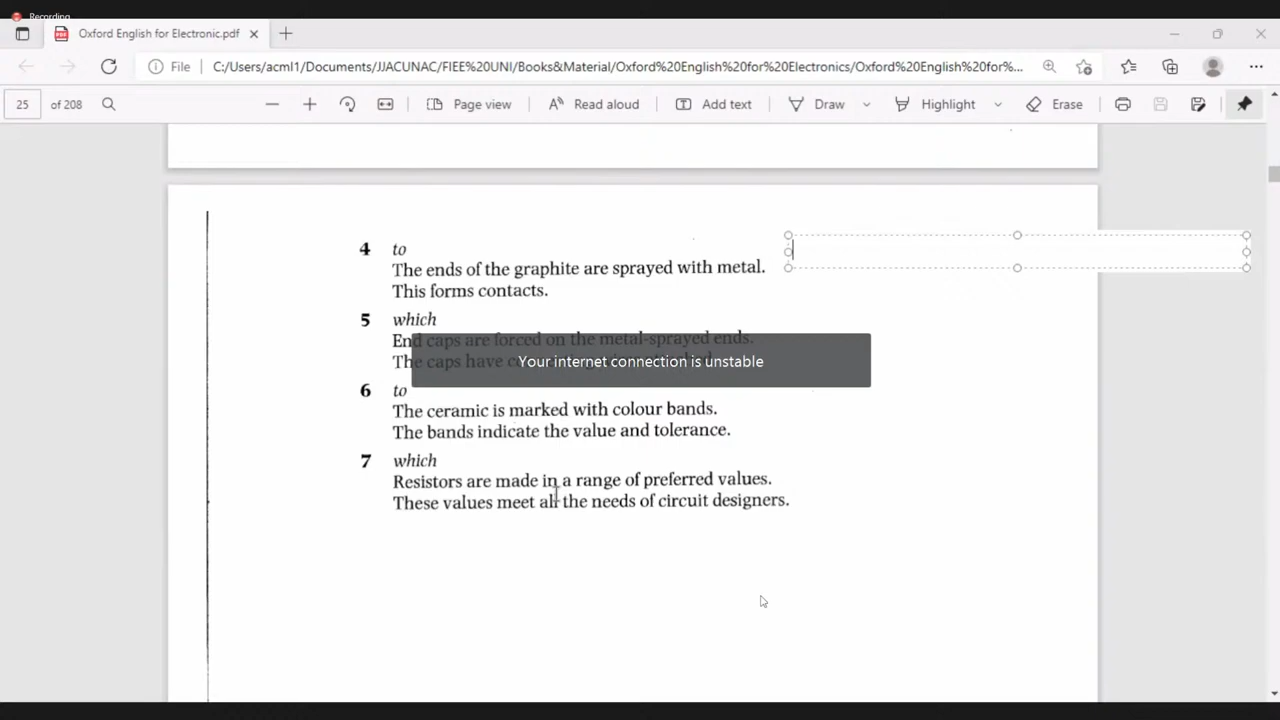 Recording
Oxford English for Electronic.pdf
File C:/Users/acml1/Documents/JJACUNAC/FIEE%20UNI/Books&Material/Oxford%20English%20for%20Electronics/Oxford%20English%20for%...
25 of 208 Page view Read aloud Add text Draw Highlight Erase
4 to
The ends of the graphite are sprayed with metal.
This forms contacts.
5 which
End caps are forced on the metal-sprayed ends.
The caps have
Your internet connection is unstable
6 to
The ceramic is marked with colour bands.
The bands indicate the value and tolerance.
7 which
Resistors are made in a range of preferred values.
These values meet all the needs of circuit designers.